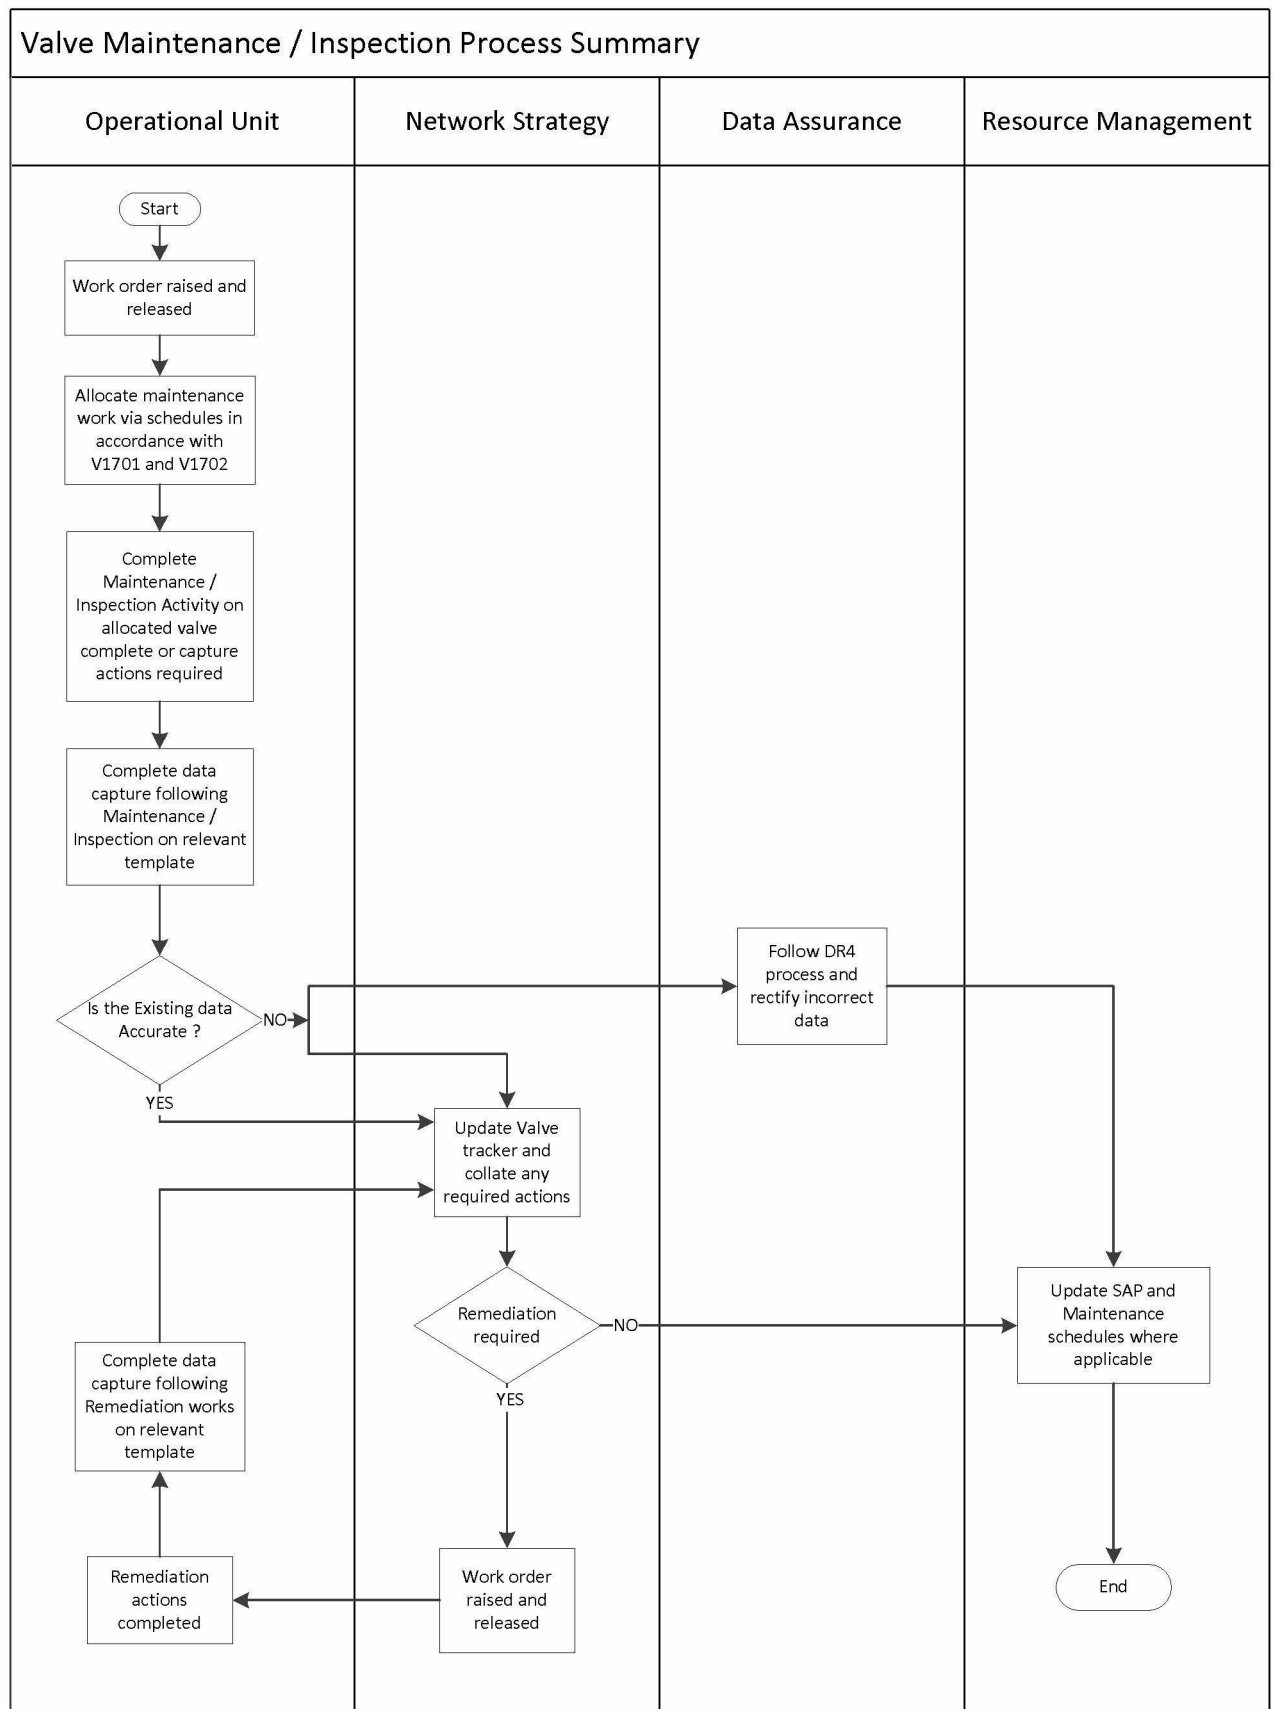 Valve Maintenance / Inspection Process Summary
Operational Unit
Network Strategy
Data Assurance
Resource Management
Start
Work order raised and
released
Allocate maintenance
work via schedules in
accordance with
V1701 and V1702
Complete
Maintenance /
Inspection Activity on
allocated valve
complete or capture
actions required
Complete data
capture following
Maintenance /
Inspection on relevant
template
Is the Existing data
Accurate ?
NO
YES
Follow DR4
process and
rectify incorrect
data
Update Valve
tracker and
collate any
required actions
Remediation
required
NO
YES
Update SAP and
Maintenance
schedules where
applicable
Complete data
capture following
Remediation works
on relevant
template
Remediation
actions
completed
Work order
raised and
released
End